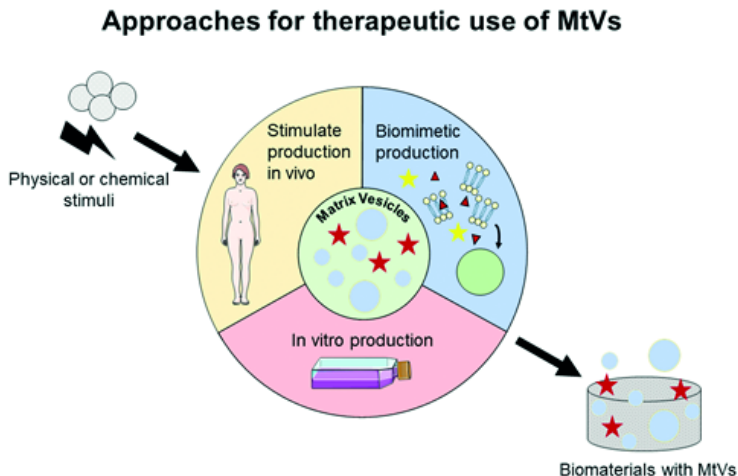 Approaches for therapeutic use of MtVs
Physical or chemical
stimuli
Stimulate
production
in vivo
Biomimetic
production
Matrix Vesicles
In vitro production
Biomaterials with MtVs